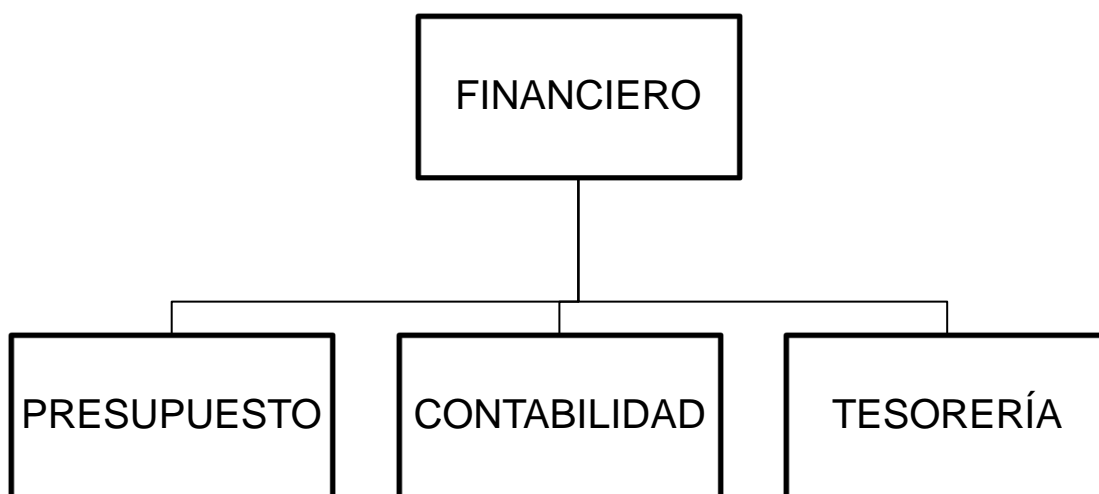 FINANCIERO
PRESUPUESTO
CONTABILIDAD
TESORERÍA